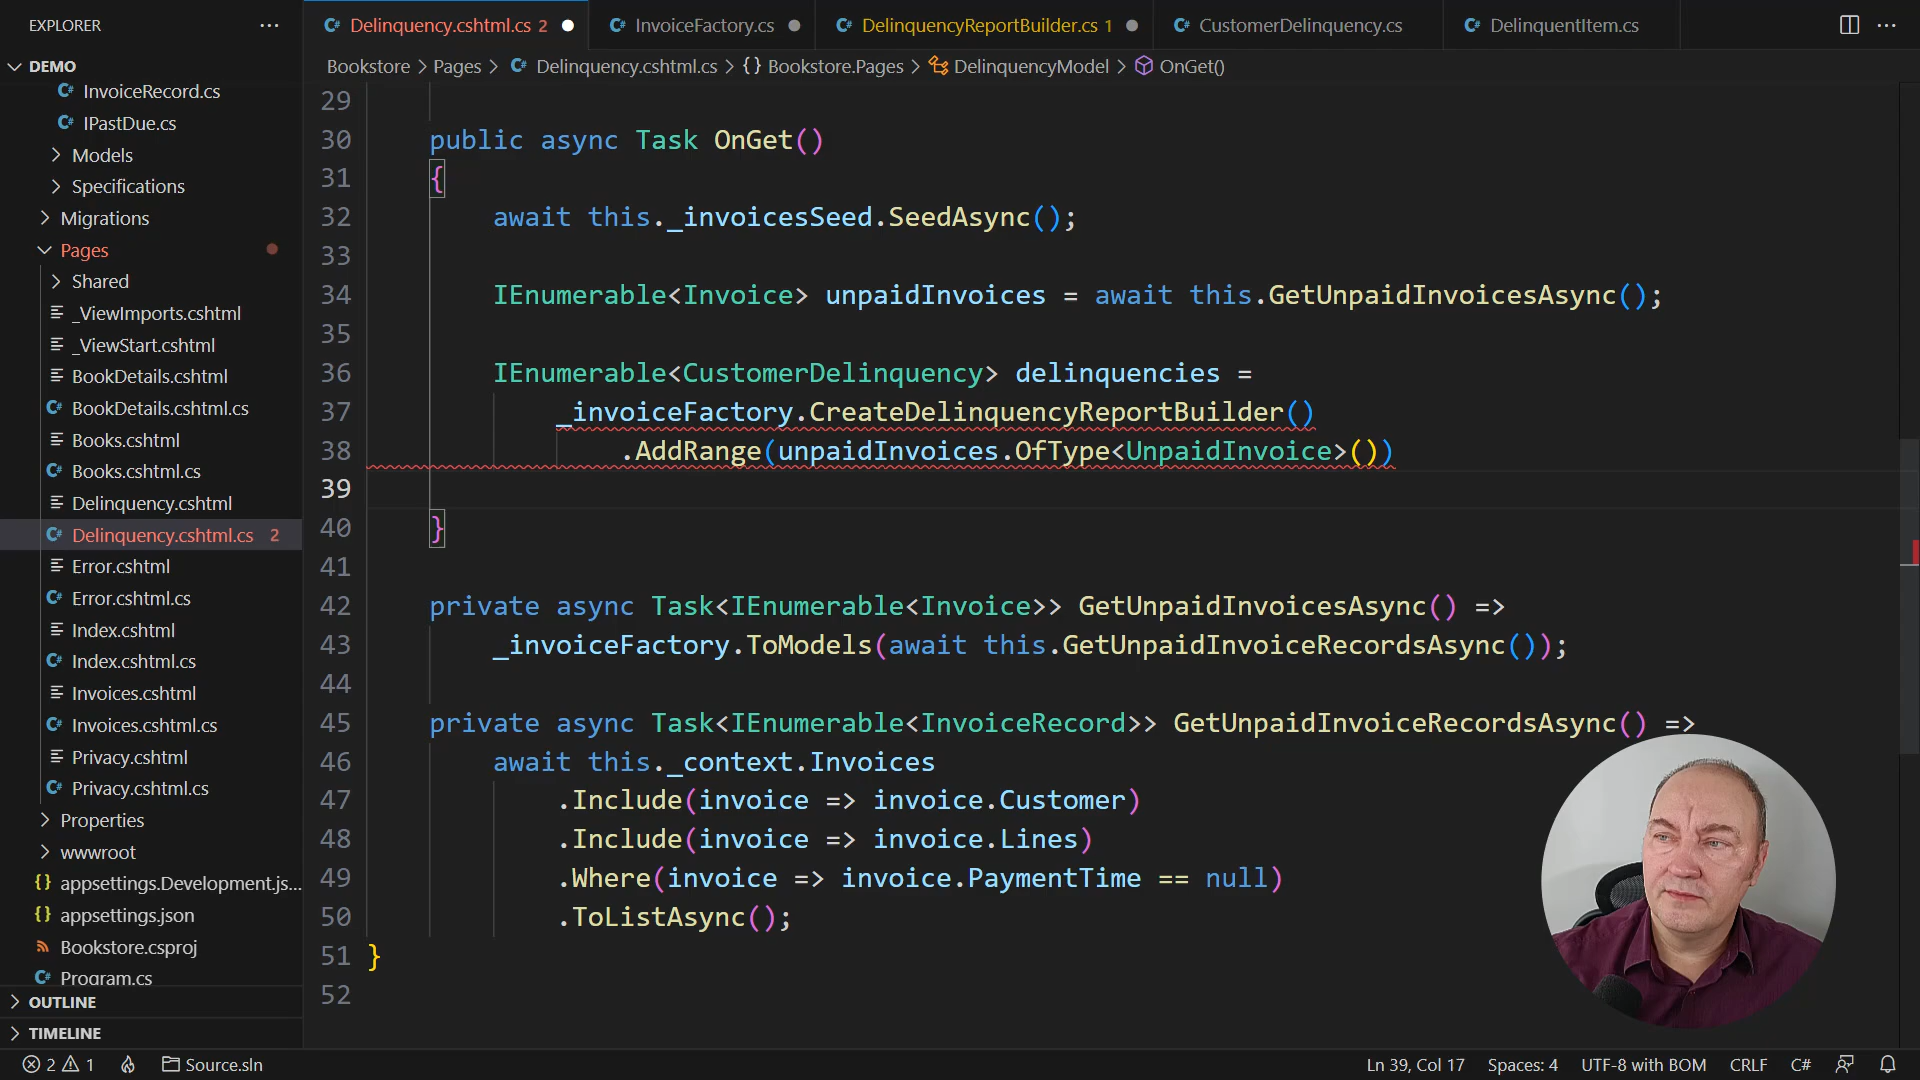 EXPLORER
DEMO
InvoiceRecord.cs
IPastDue.cs
Models
Specifications
Migrations
Pages
Shared
_ViewImports.cshtml
_ViewStart.cshtml
BookDetails.cshtml
BookDetails.cshtml.cs
Books.cshtml
Books.cshtml.cs
Delinquency.cshtml
Delinquency.cshtml.cs 2
Error.cshtml
Error.cshtml.cs
Index.cshtml
Index.cshtml.cs
Invoices.cshtml
Invoices.cshtml.cs
Privacy.cshtml
Privacy.cshtml.cs
Properties
wwwroot
appsettings.Development.js...
appsettings.json
Bookstore.csproj
Program.cs
OUTLINE
TIMELINE
Delinquency.cshtml.cs 2 InvoiceFactory.cs DelinquencyReportBuilder.cs 1 CustomerDelinquency.cs DelinquentItem.cs
Bookstore > Pages > Delinquency.cshtml.cs > {} Bookstore.Pages > DelinquencyModel > OnGet()
29
30 public async Task OnGet()
31 {
32 await this._invoicesSeed.SeedAsync();
33
34 IEnumerable<Invoice> unpaidInvoices = await this.GetUnpaidInvoicesAsync();
35
36 IEnumerable<CustomerDelinquency> delinquencies =
37 _invoiceFactory.CreateDelinquencyReportBuilder()
38 .AddRange(unpaidInvoices.OfType<UnpaidInvoice>())
39
40 }
41
42 private async Task<IEnumerable<Invoice>> GetUnpaidInvoicesAsync() =>
43 _invoiceFactory.ToModels(await this.GetUnpaidInvoiceRecordsAsync());
44
45 private async Task<IEnumerable<InvoiceRecord>> GetUnpaidInvoiceRecordsAsync() =>
46 await this._context.Invoices
47 .Include(invoice => invoice.Customer)
48 .Include(invoice => invoice.Lines)
49 .Where(invoice => invoice.PaymentTime == null)
50 .ToListAsync();
51 }
52
2 1 Source.sln Ln 39, Col 17 Spaces: 4 UTF-8 with BOM CRLF C#